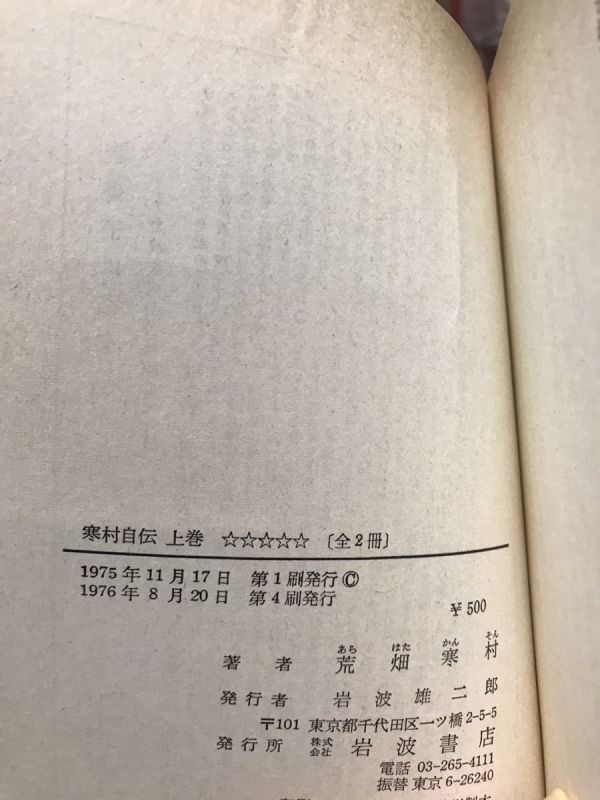 寒村自伝 上巻 ☆☆☆☆☆ 〔全2冊〕
1975年11月17日 第1刷発行©
1976年8月20日 第4刷発行
¥500
あら はた かん そん
著者 荒畑寒村
発行者 岩波雄二郎
〒101 東京都千代田区一ツ橋2-5-5
発行所 株式会社 岩波書店
電話 03-265-4111
振替 東京6-26240